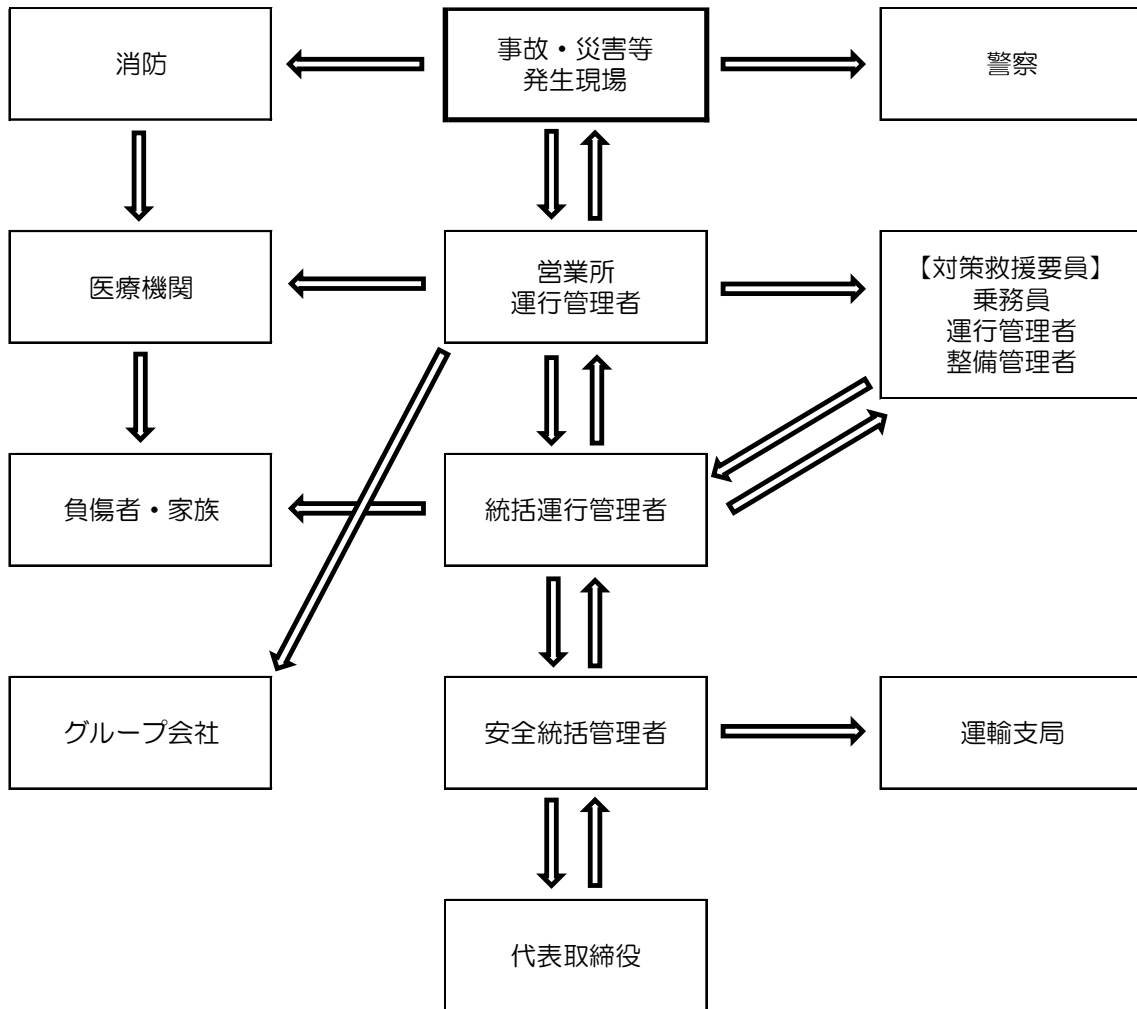 消防
事故・災害等
発生現場
警察
医療機関
営業所
運行管理者
【対策救援要員】
乗務員
運行管理者
整備管理者
負傷者・家族
統括運行管理者
グループ会社
安全統括管理者
運輸支局
代表取締役